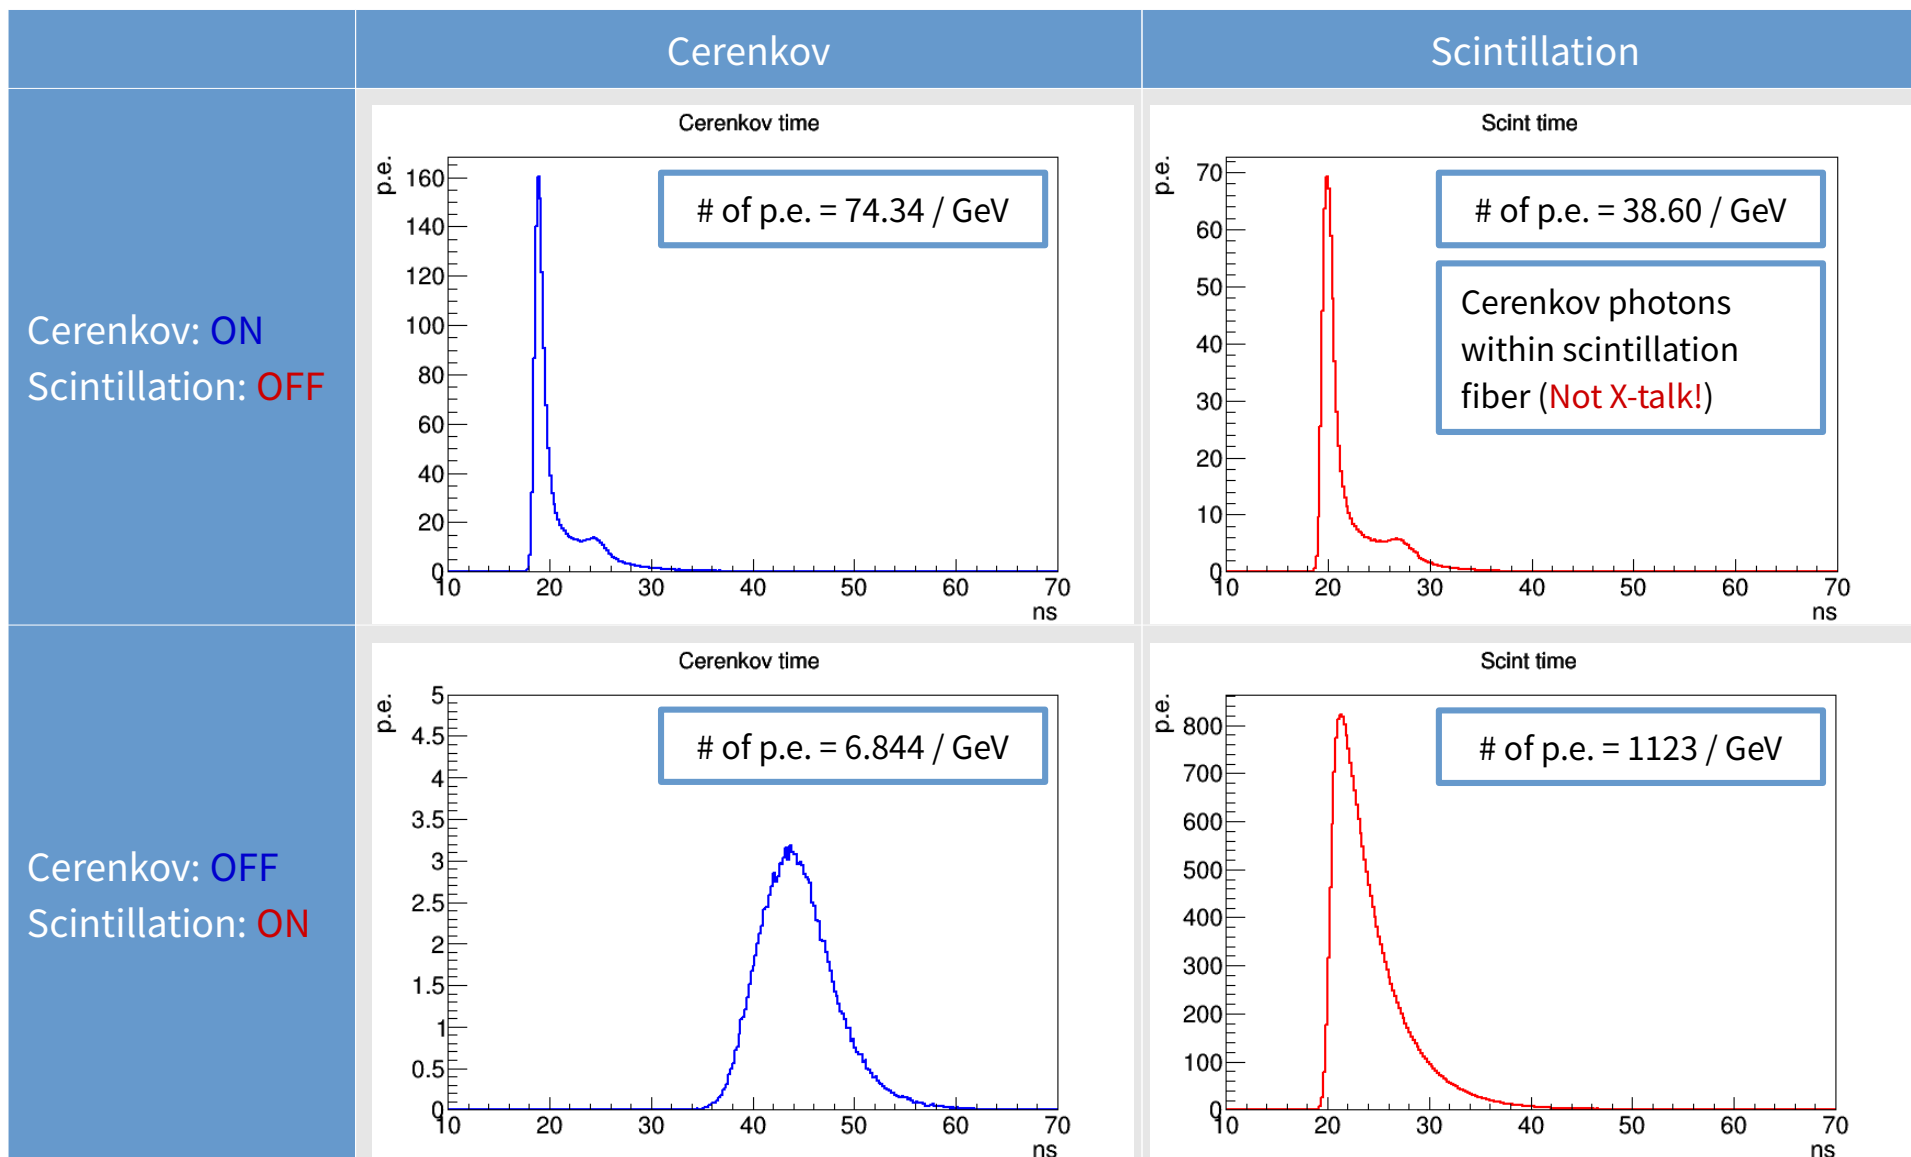 Cerenkov
Scintillation
Cerenkov: ON
Scintillation: OFF
Cerenkov time
p.e.
160
140
120
100
80
60
40
20
0
10 20 30 40 50 60 70
ns
# of p.e. = 74.34 / GeV
Scint time
p.e.
70
60
50
40
30
20
10
0
10 20 30 40 50 60 70
ns
# of p.e. = 38.60 / GeV
Cerenkov photons
within scintillation
fiber (Not X-talk!)
Cerenkov: OFF
Scintillation: ON
Cerenkov time
p.e.
5
4.5
4
3.5
3
2.5
2
1.5
1
0.5
0
10 20 30 40 50 60 70
ns
# of p.e. = 6.844 / GeV
Scint time
p.e.
800
700
600
500
400
300
200
100
0
10 20 30 40 50 60 70
ns
# of p.e. = 1123 / GeV